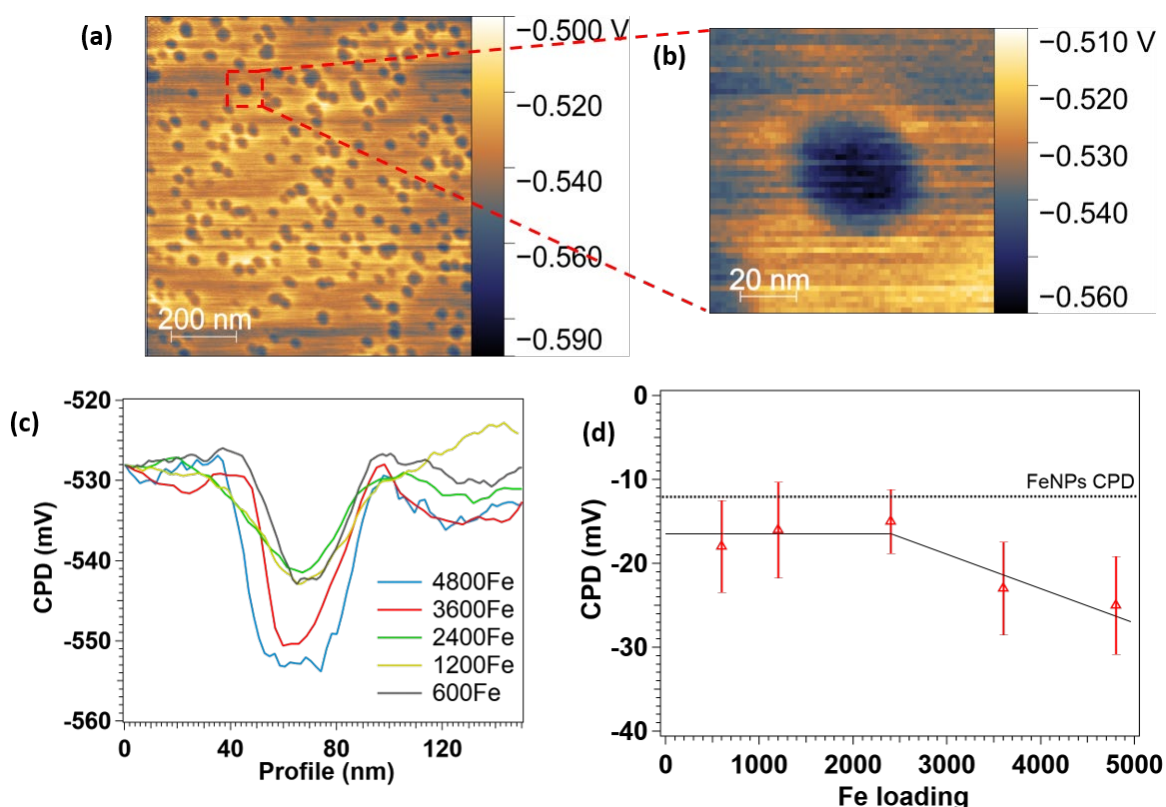 (a)
−0.500 V
−0.520
−0.540
−0.560
−0.590
200 nm
(b)
−0.510 V
−0.520
−0.530
−0.540
−0.560
20 nm
(c)
-520
-530
-540
-550
-560
CPD (mV)
4800Fe
3600Fe
2400Fe
1200Fe
600Fe
0
40
80
120
Profile (nm)
(d)
0
-10
-20
-30
-40
CPD (mV)
FeNPs CPD
0
1000
2000
3000
4000
5000
Fe loading